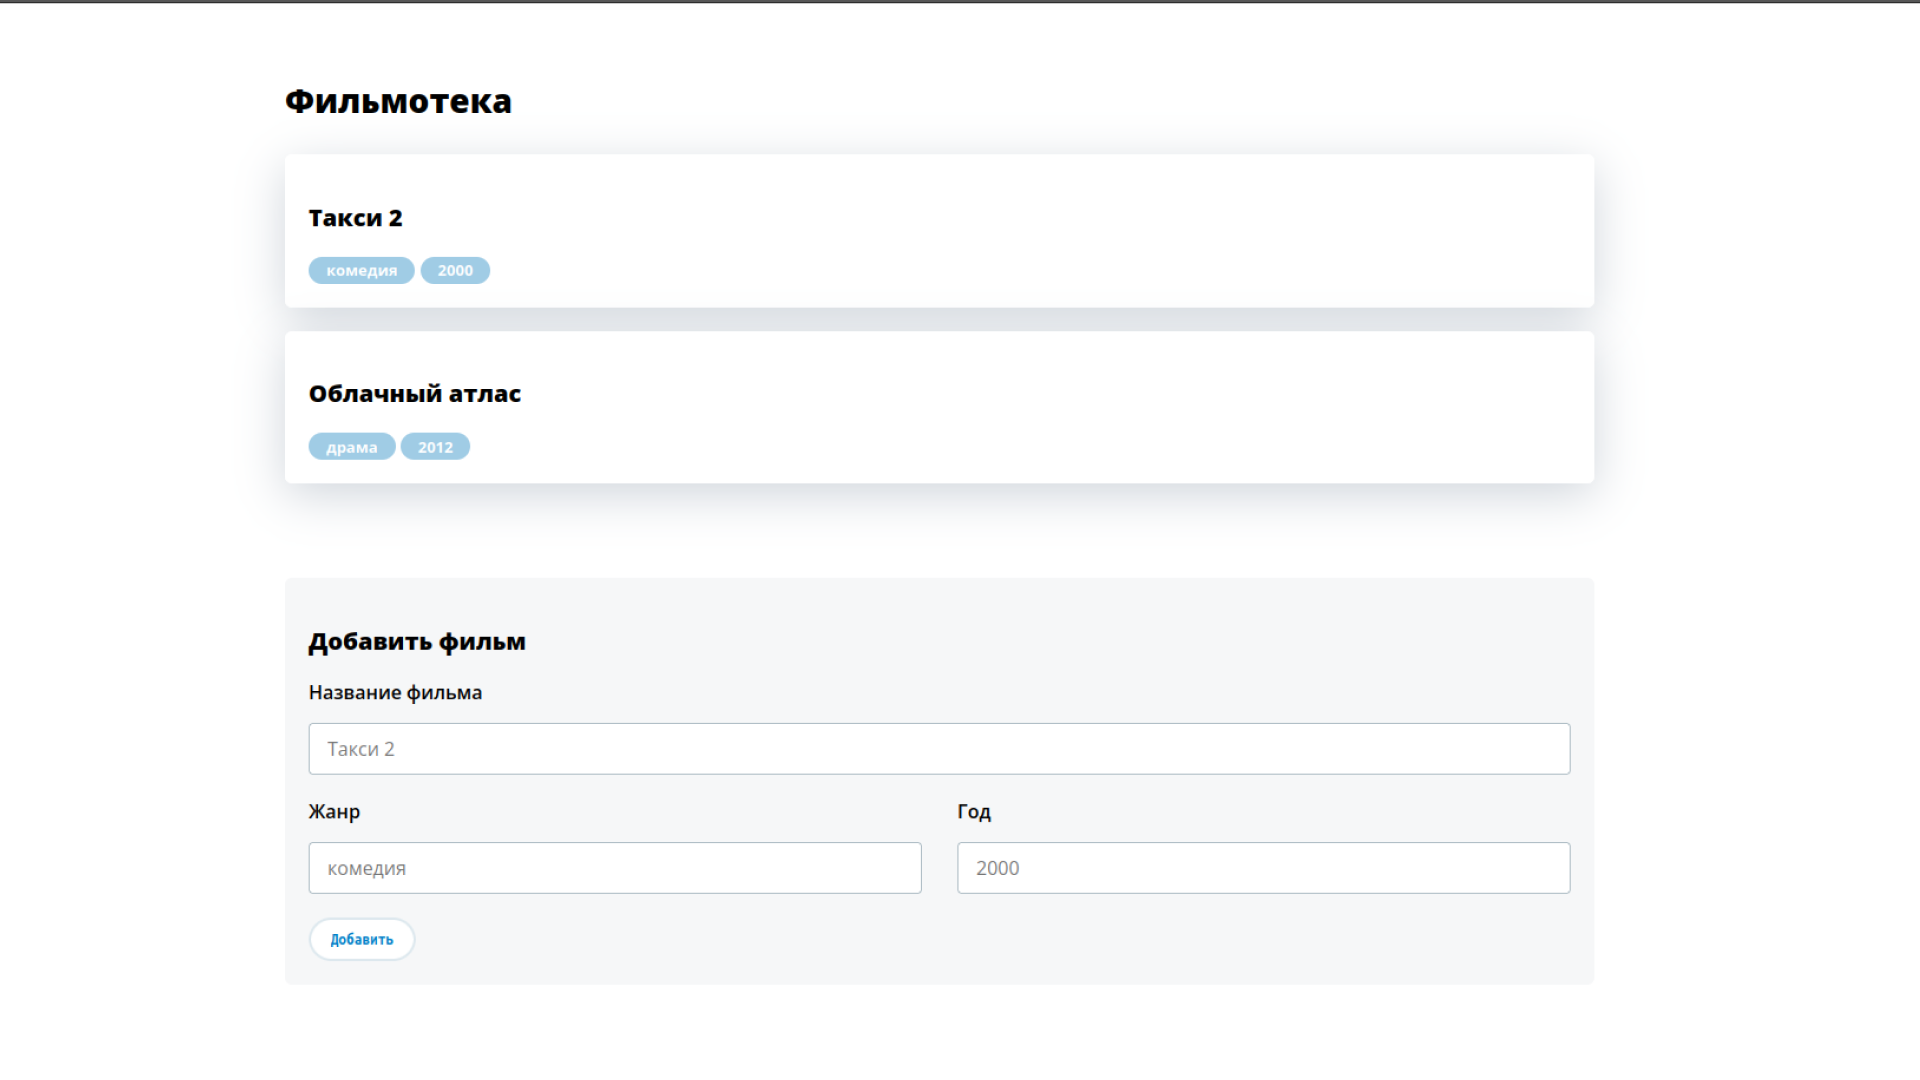 Фильмотека
Такси 2
комедия 2000
Облачный атлас
драма 2012
Добавить фильм
Название фильма
Такси 2
Жанр Год
комедия 2000
Добавить